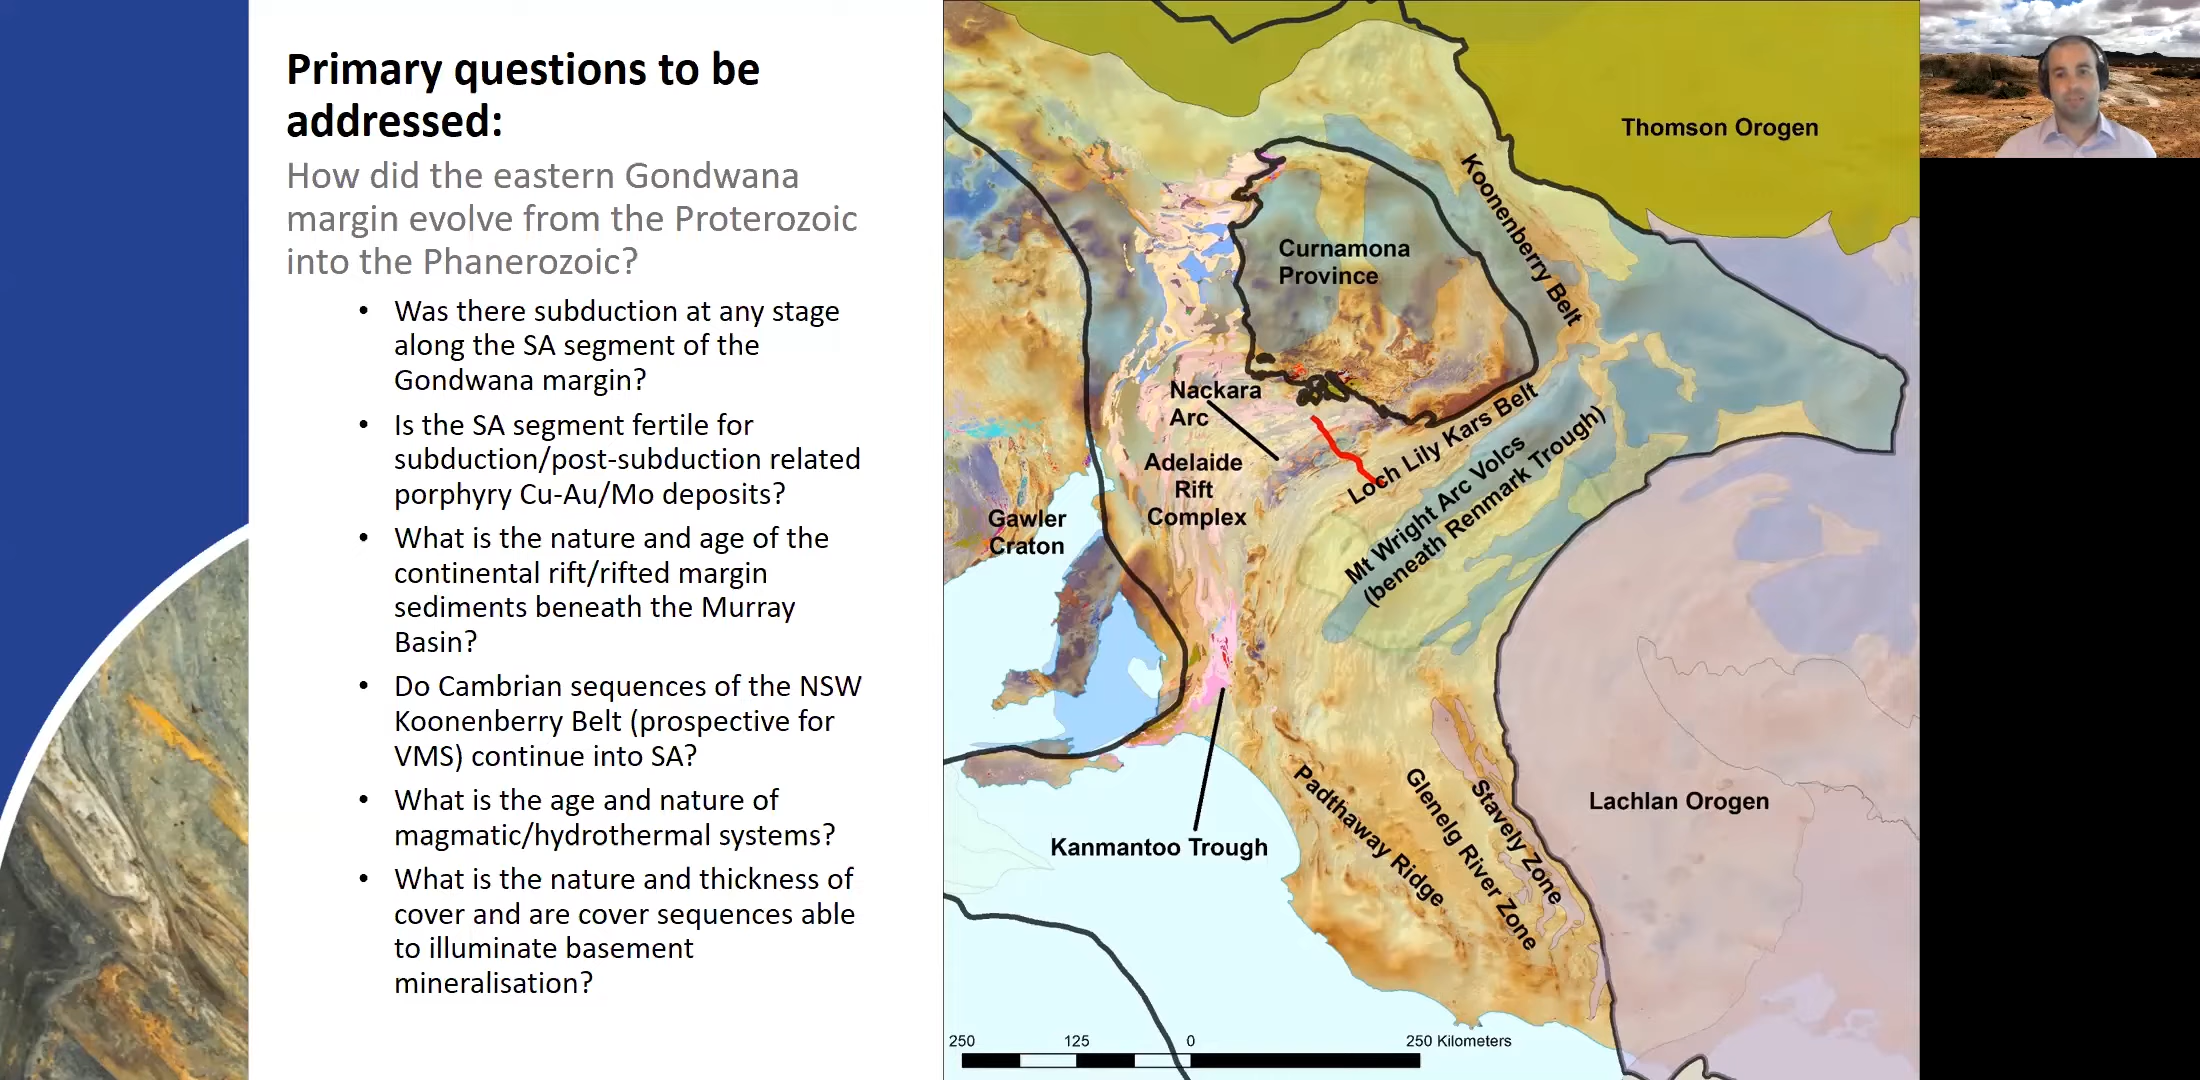 Primary questions to be
addressed:
How did the eastern Gondwana
margin evolve from the Proterozoic
into the Phanerozoic?
• Was there subduction at any stage
along the SA segment of the
Gondwana margin?
• Is the SA segment fertile for
subduction/post-subduction related
porphyry Cu-Au/Mo deposits?
• What is the nature and age of the
continental rift/rifted margin
sediments beneath the Murray
Basin?
• Do Cambrian sequences of the NSW
Koonenberry Belt (prospective for
VMS) continue into SA?
• What is the age and nature of
magmatic/hydrothermal systems?
• What is the nature and thickness of
cover and are cover sequences able
to illuminate basement
mineralisation?
Thomson Orogen
Koonenberry Belt
Curnamona
Province
Nackara
Arc
Adelaide
Rift
Complex
Gawler
Craton
Loch Lily Kars Belt
Mt Wright Arc Volcs
(beneath Renmark Trough)
Kanmantoo Trough
Padthaway Ridge
Glenelg River Zone
Stavely Zone
Lachlan Orogen
250 125 0 250 Kilometers